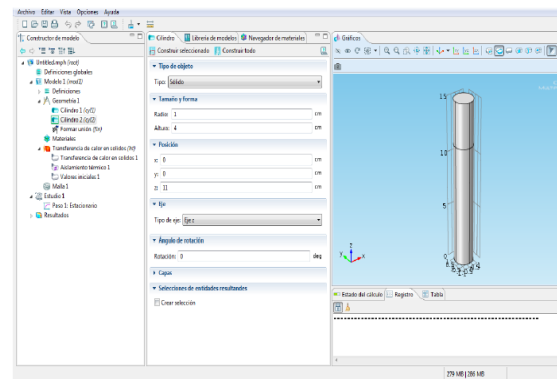 Archivo Editar Vista Opciones Ayuda
Constructor de modelo
Untitled.mph (root)
Definiciones globales
Modelo 1 (mod1)
Definiciones
Geometría 1
Cilindro 1 (cyl1)
Cilindro 2 (cyl2)
Formar unión (fin)
Materiales
Transferencia de calor en sólidos (ht)
Transferencia de calor en sólidos 1
Aislamiento térmico 1
Valores iniciales 1
Malla 1
Estudio 1
Paso 1: Estacionario
Resultados
Cilindro Librería de modelos Navegador de materiales
Construir seleccionado Construir todo
Tipo de objeto
Tipo: Sólido
Tamaño y forma
Radio: 1 cm
Altura: 4 cm
Posición
x: 0 cm
y: 0 cm
z: 11 cm
Eje
Tipo de eje: Eje z
Ángulo de rotación
Rotación: 0 deg
Capas
Selecciones de entidades resultantes
Crear selección
Gráficos
15
10
5
0
z
y
x
Estado del cálculo Registro Tabla
279 MB | 286 MB